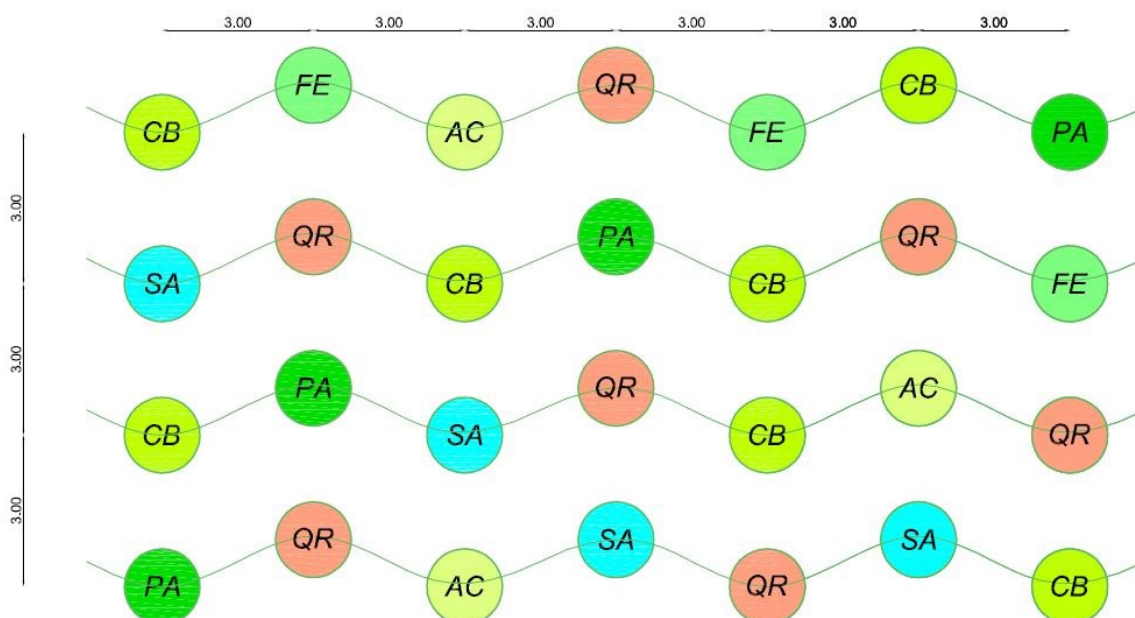 3.00 3.00 3.00 3.00 3.00 3.00
CB FE AC QR FE CB PA
3.00
SA QR CB PA CB QR FE
3.00
CB PA SA QR CB AC QR
3.00
PA QR AC SA QR SA CB